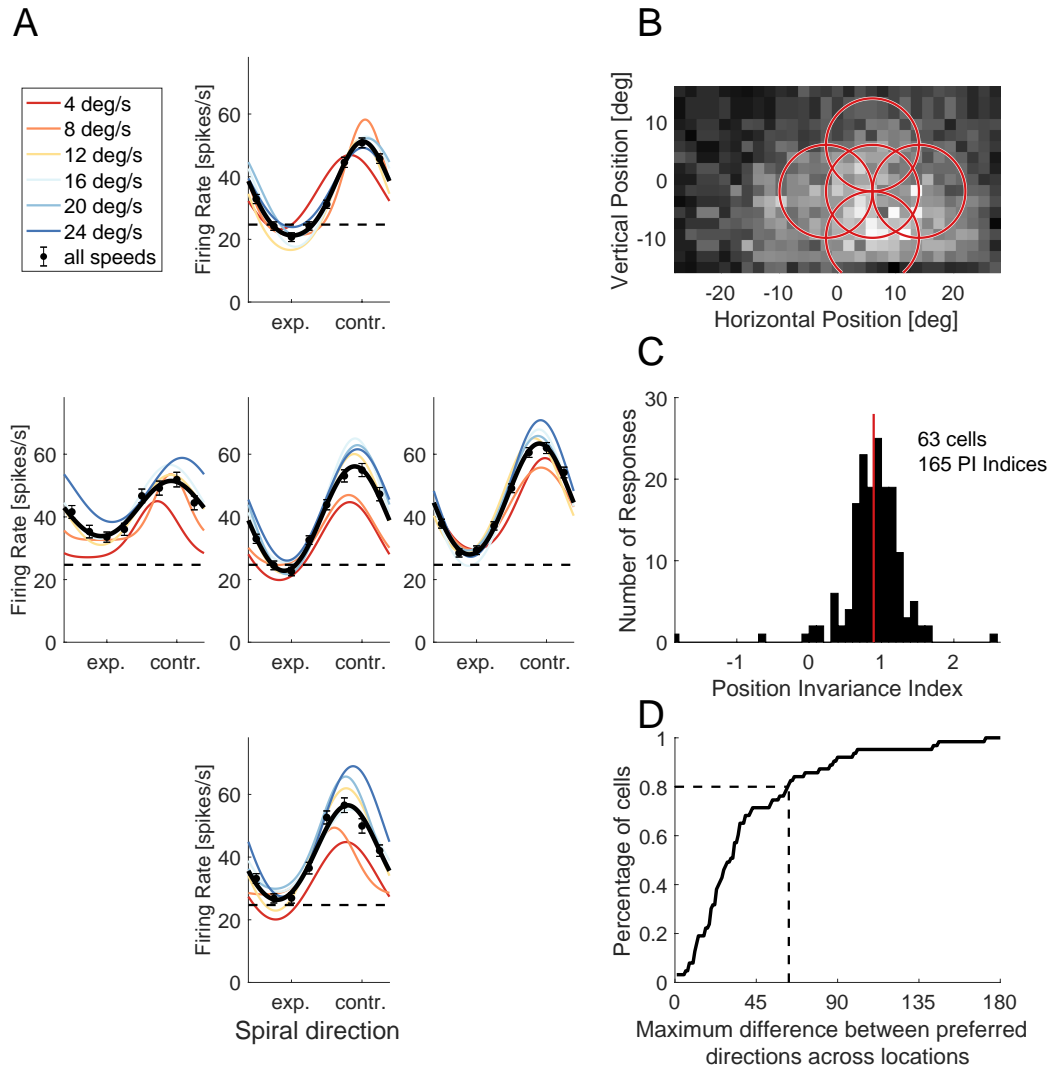 A
4 deg/s
8 deg/s
12 deg/s
16 deg/s
20 deg/s
24 deg/s
all speeds
Firing Rate [spikes/s]
60
40
20
0
exp. contr.
Firing Rate [spikes/s]
60
40
20
0
exp. contr.
60
40
20
0
exp. contr.
60
40
20
0
exp. contr.
Firing Rate [spikes/s]
60
40
20
0
exp. contr.
Spiral direction
B
Vertical Position [deg]
10
0
-10
-20 -10 0 10 20
Horizontal Position [deg]
C
Number of Responses
30
20
10
0
63 cells
165 PI Indices
-1 0 1 2
Position Invariance Index
D
Percentage of cells
1
0.8
0.6
0.4
0.2
0
0 45 90 135 180
Maximum difference between preferred
directions across locations